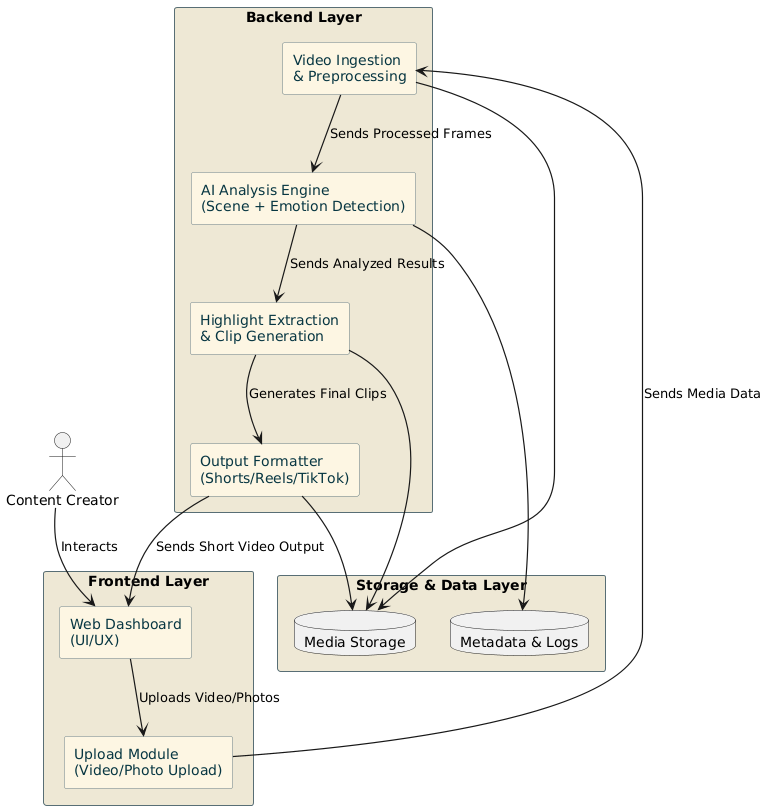 Backend Layer
Video Ingestion
& Preprocessing
Sends Processed Frames
AI Analysis Engine
(Scene + Emotion Detection)
Sends Analyzed Results
Highlight Extraction
& Clip Generation
Generates Final Clips
Sends Media Data
Output Formatter
(Shorts/Reels/TikTok)
Content Creator
Interacts
Sends Short Video Output
Frontend Layer
Storage & Data Layer
Web Dashboard
(UI/UX)
Media Storage
Metadata & Logs
Uploads Video/Photos
Upload Module
(Video/Photo Upload)